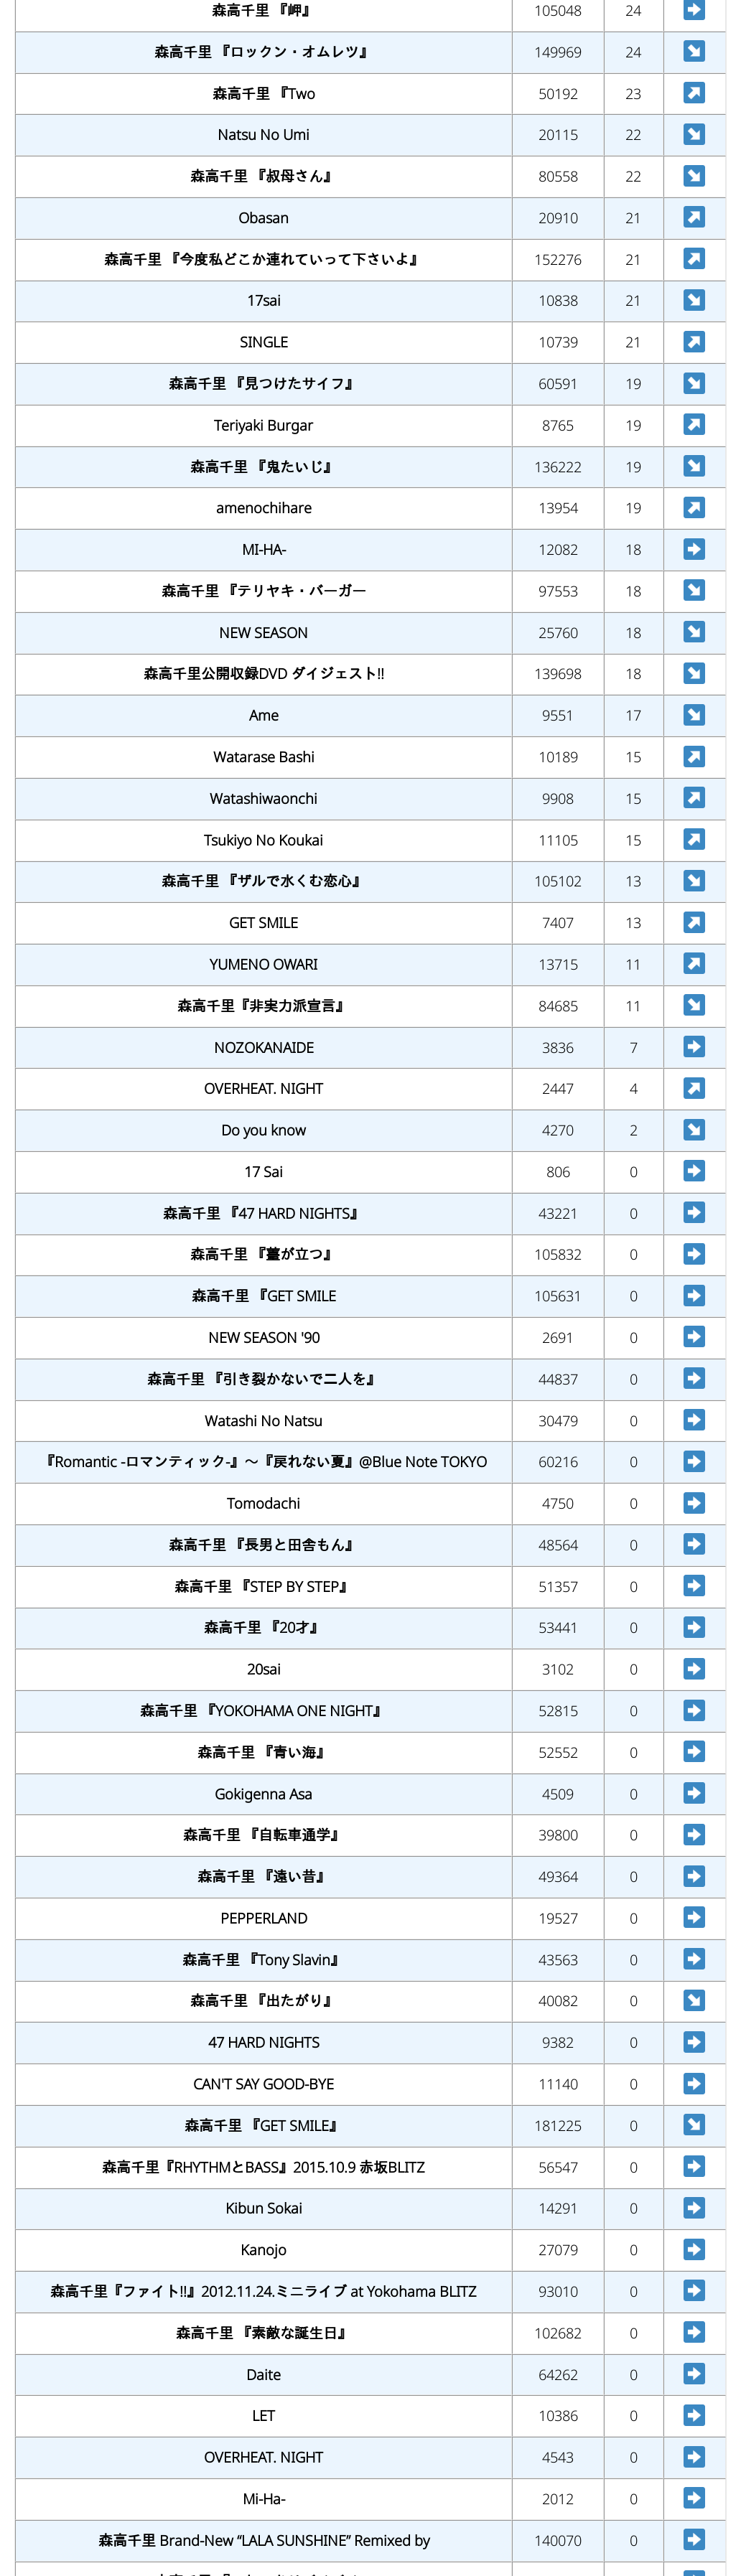 森高千里 『岬』 105048 24
森高千里 『ロックン・オムレツ』 149969 24
森高千里 『Two 50192 23
Natsu No Umi 20115 22
森高千里 『叔母さん』 80558 22
Obasan 20910 21
森高千里 『今度私どこか連れていって下さいよ』 152276 21
17sai 10838 21
SINGLE 10739 21
森高千里 『見つけたサイフ』 60591 19
Teriyaki Burgar 8765 19
森高千里 『鬼たいじ』 136222 19
amenochihare 13954 19
MI-HA- 12082 18
森高千里 『テリヤキ・バーガー 97553 18
NEW SEASON 25760 18
森高千里公開収録DVD ダイジェスト!! 139698 18
Ame 9551 17
Watarase Bashi 10189 15
Watashiwaonchi 9908 15
Tsukiyo No Koukai 11105 15
森高千里 『ザルで水くむ恋心』 105102 13
GET SMILE 7407 13
YUMENO OWARI 13715 11
森高千里『非実力派宣言』 84685 11
NOZOKANAIDE 3836 7
OVERHEAT. NIGHT 2447 4
Do you know 4270 2
17 Sai 806 0
森高千里 『47 HARD NIGHTS』 43221 0
森高千里 『薹が立つ』 105832 0
森高千里 『GET SMILE 105631 0
NEW SEASON '90 2691 0
森高千里 『引き裂かないで二人を』 44837 0
Watashi No Natsu 30479 0
『Romantic -ロマンティック-』～『戻れない夏』@Blue Note TOKYO 60216 0
Tomodachi 4750 0
森高千里 『長男と田舎もん』 48564 0
森高千里 『STEP BY STEP』 51357 0
森高千里 『20才』 53441 0
20sai 3102 0
森高千里 『YOKOHAMA ONE NIGHT』 52815 0
森高千里 『青い海』 52552 0
Gokigenna Asa 4509 0
森高千里 『自転車通学』 39800 0
森高千里 『遠い昔』 49364 0
PEPPERLAND 19527 0
森高千里 『Tony Slavin』 43563 0
森高千里 『出たがり』 40082 0
47 HARD NIGHTS 9382 0
CAN'T SAY GOOD-BYE 11140 0
森高千里 『GET SMILE』 181225 0
森高千里『RHYTHMとBASS』2015.10.9 赤坂BLITZ 56547 0
Kibun Sokai 14291 0
Kanojo 27079 0
森高千里『ファイト!!』2012.11.24.ミニライブ at Yokohama BLITZ 93010 0
森高千里 『素敵な誕生日』 102682 0
Daite 64262 0
LET 10386 0
OVERHEAT. NIGHT 4543 0
Mi-Ha- 2012 0
森高千里 Brand-New “LALA SUNSHINE” Remixed by 140070 0